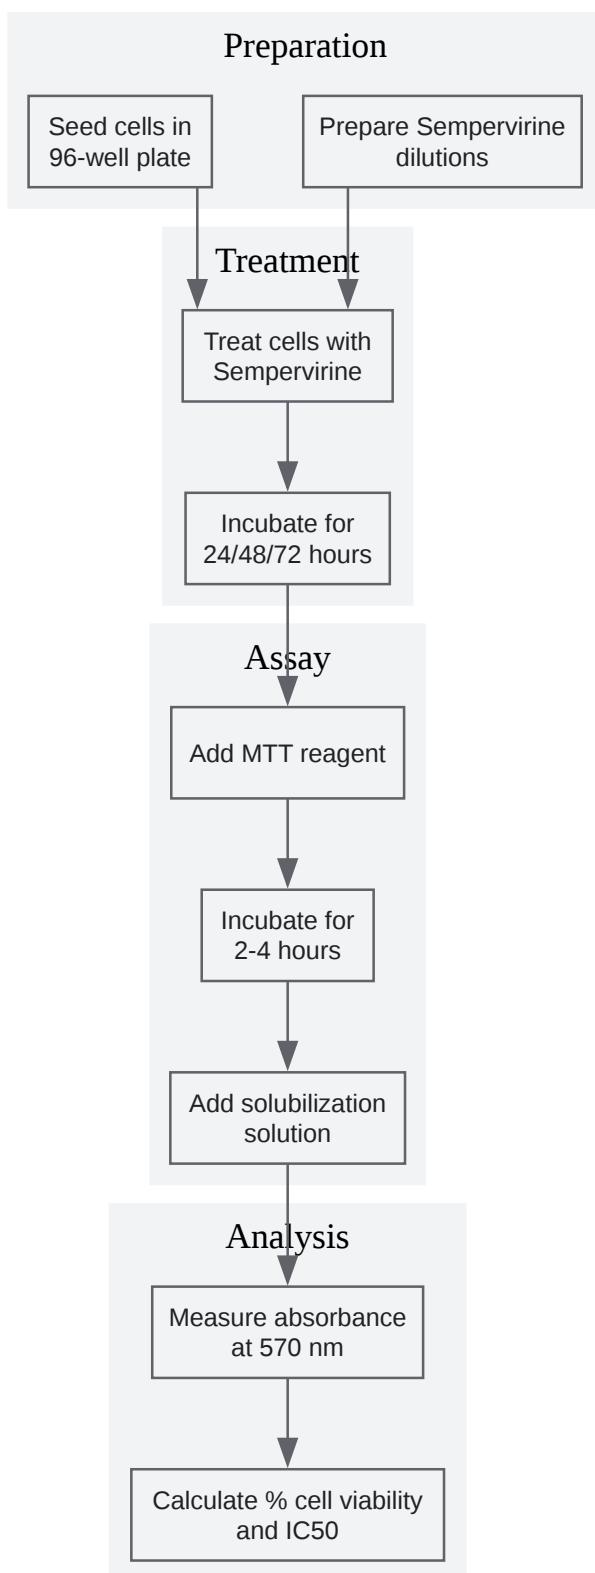 Preparation
Seed cells in
96-well plate
Prepare Sempervirine
dilutions
Treatment
Treat cells with
Sempervirine
Incubate for
24/48/72 hours
Assay
Add MTT reagent
Incubate for
2-4 hours
Add solubilization
solution
Analysis
Measure absorbance
at 570 nm
Calculate % cell viability
and IC50